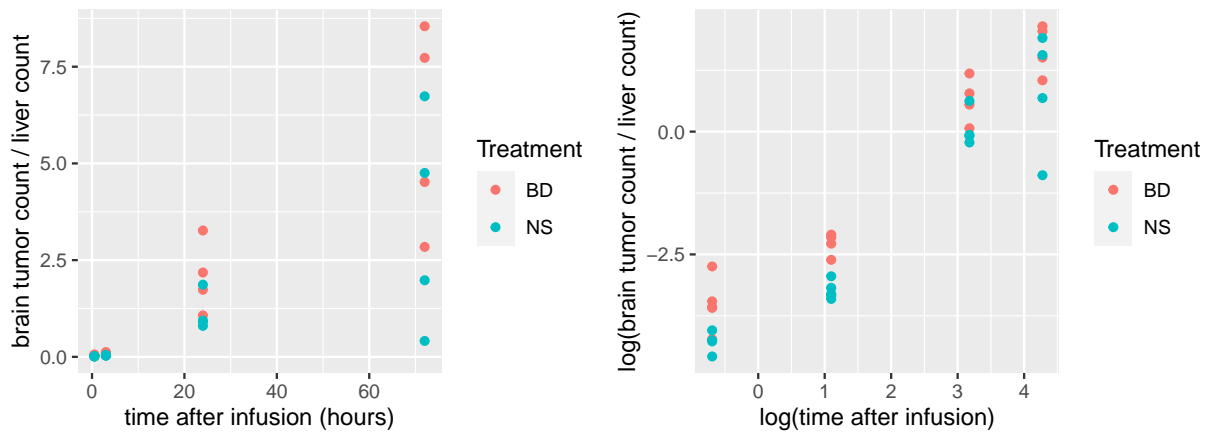 brain tumor count / liver count
7.5
5.0
2.5
0.0
0
20
40
60
time after infusion (hours)
Treatment
BD
NS
log(brain tumor count / liver count)
0.0
−2.5
0
1
2
3
4
log(time after infusion)
Treatment
BD
NS